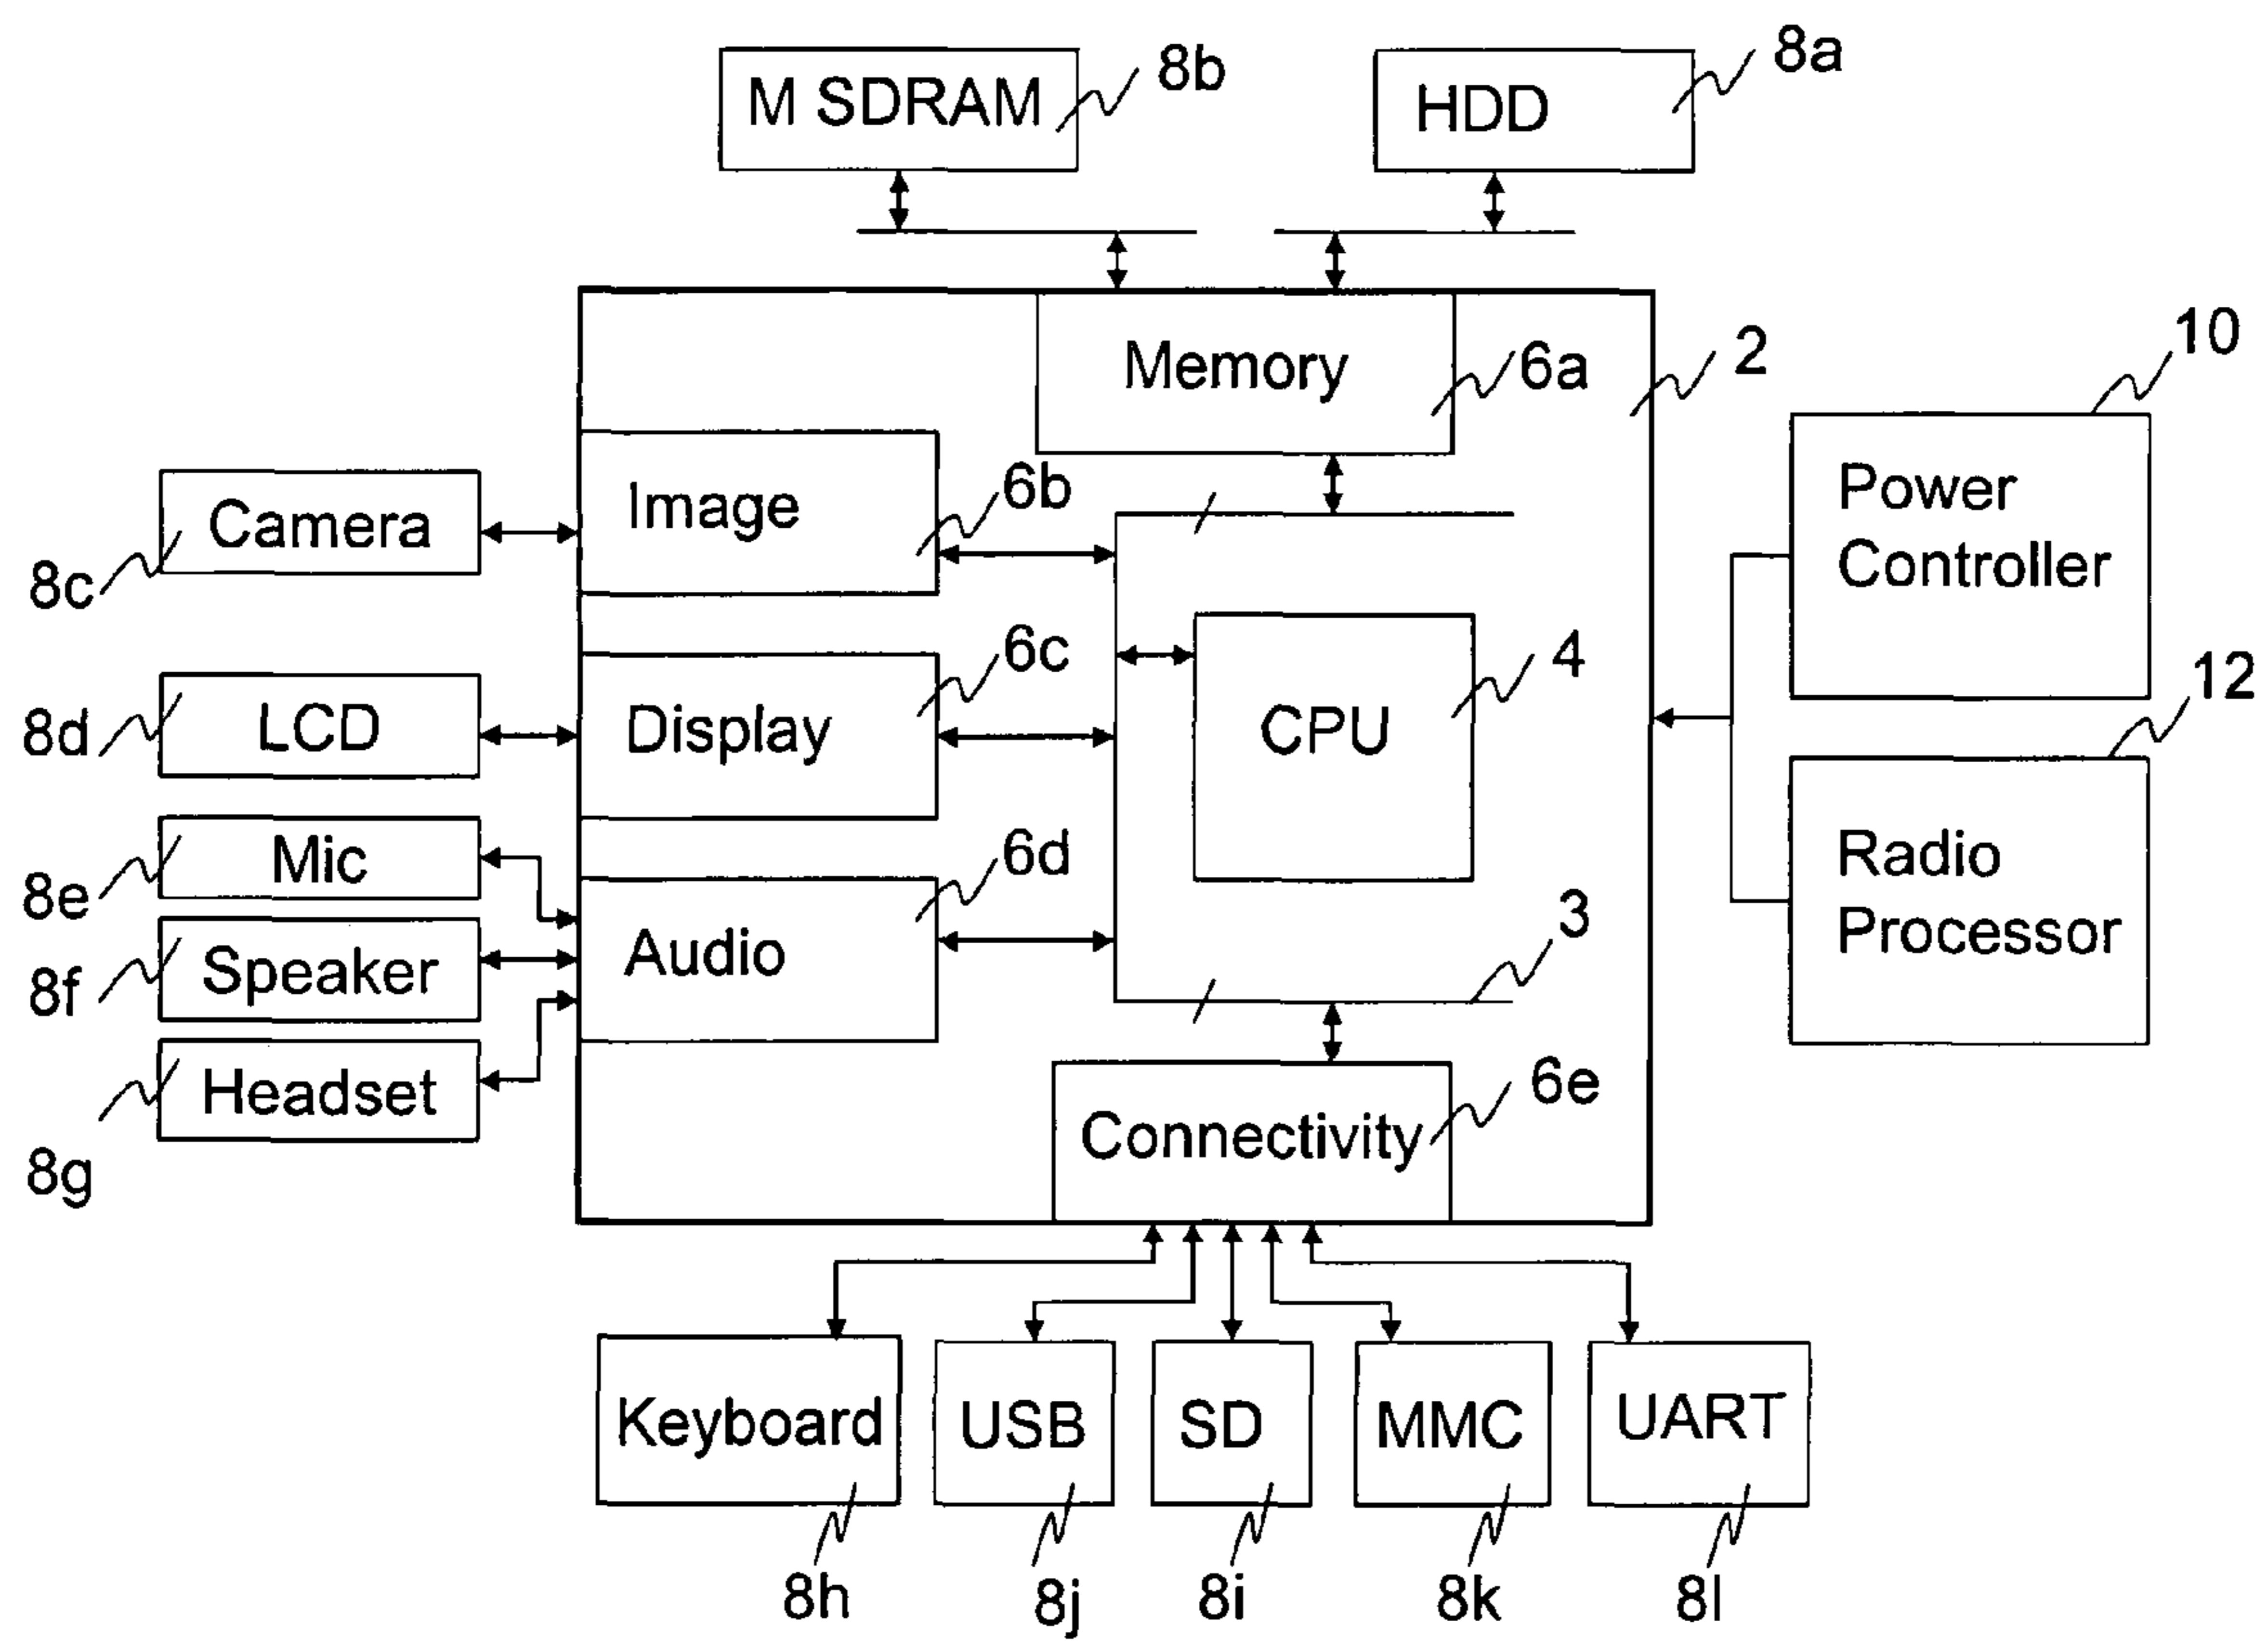 M SDRAM
8b
HDD
8a
Memory
6a
2
10
Power
Controller
Camera
8c
Image
6b
LCD
8d
Display
6c
CPU
4
12
Radio
Processor
Mic
8e
Speaker
8f
Headset
8g
Audio
6d
3
Connectivity
6e
Keyboard
USB
SD
MMC
UART
8h
8j
8i
8k
8l